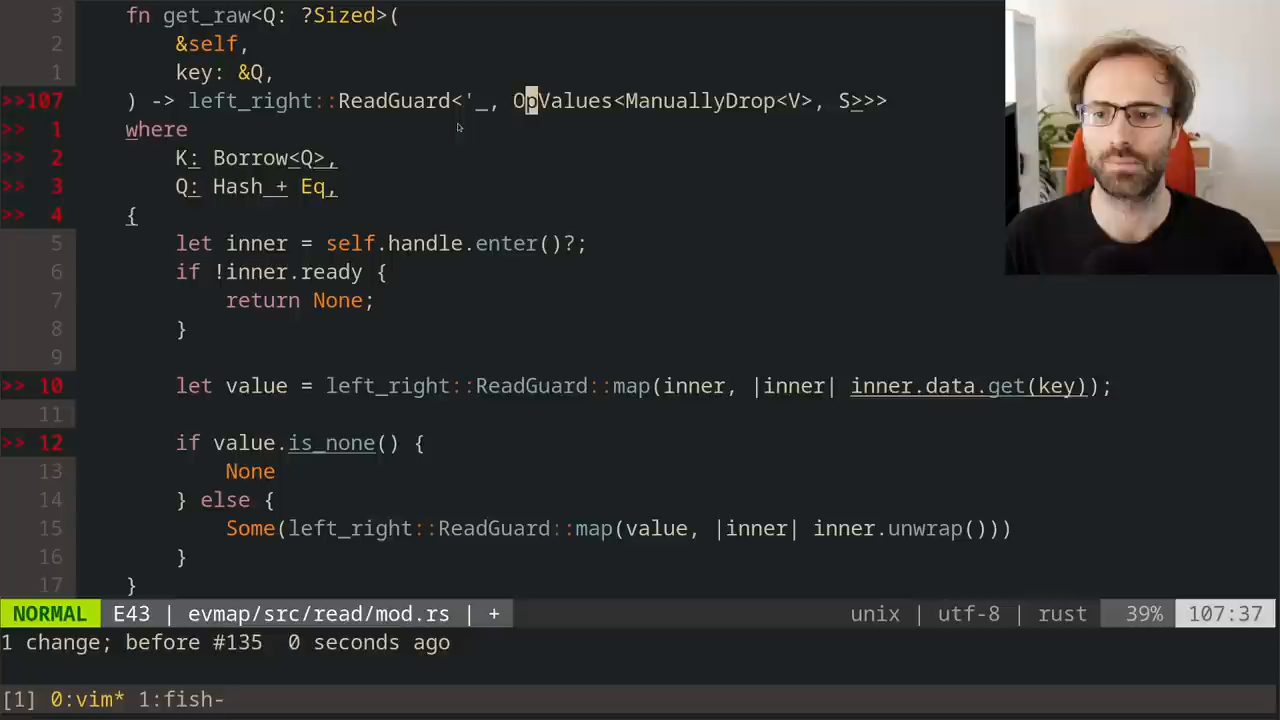 3 fn get_raw<Q: ?Sized>(
2 &self,
1 key: &Q,
>>107 ) -> left_right::ReadGuard<'_, OpValues<ManuallyDrop<V>, S>>>
>> 1 where
>> 2 K: Borrow<Q>,
>> 3 Q: Hash + Eq,
>> 4 {
5 let inner = self.handle.enter()?;
6 if !inner.ready {
7 return None;
8 }
9
>> 10 let value = left_right::ReadGuard::map(inner, |inner| inner.data.get(key));
11
>> 12 if value.is_none() {
13 None
14 } else {
15 Some(left_right::ReadGuard::map(value, |inner| inner.unwrap()))
16 }
17 }
NORMAL E43 | evmap/src/read/mod.rs | + unix | utf-8 | rust 39% 107:37
1 change; before #135 0 seconds ago
[1] 0:vim* 1:fish-